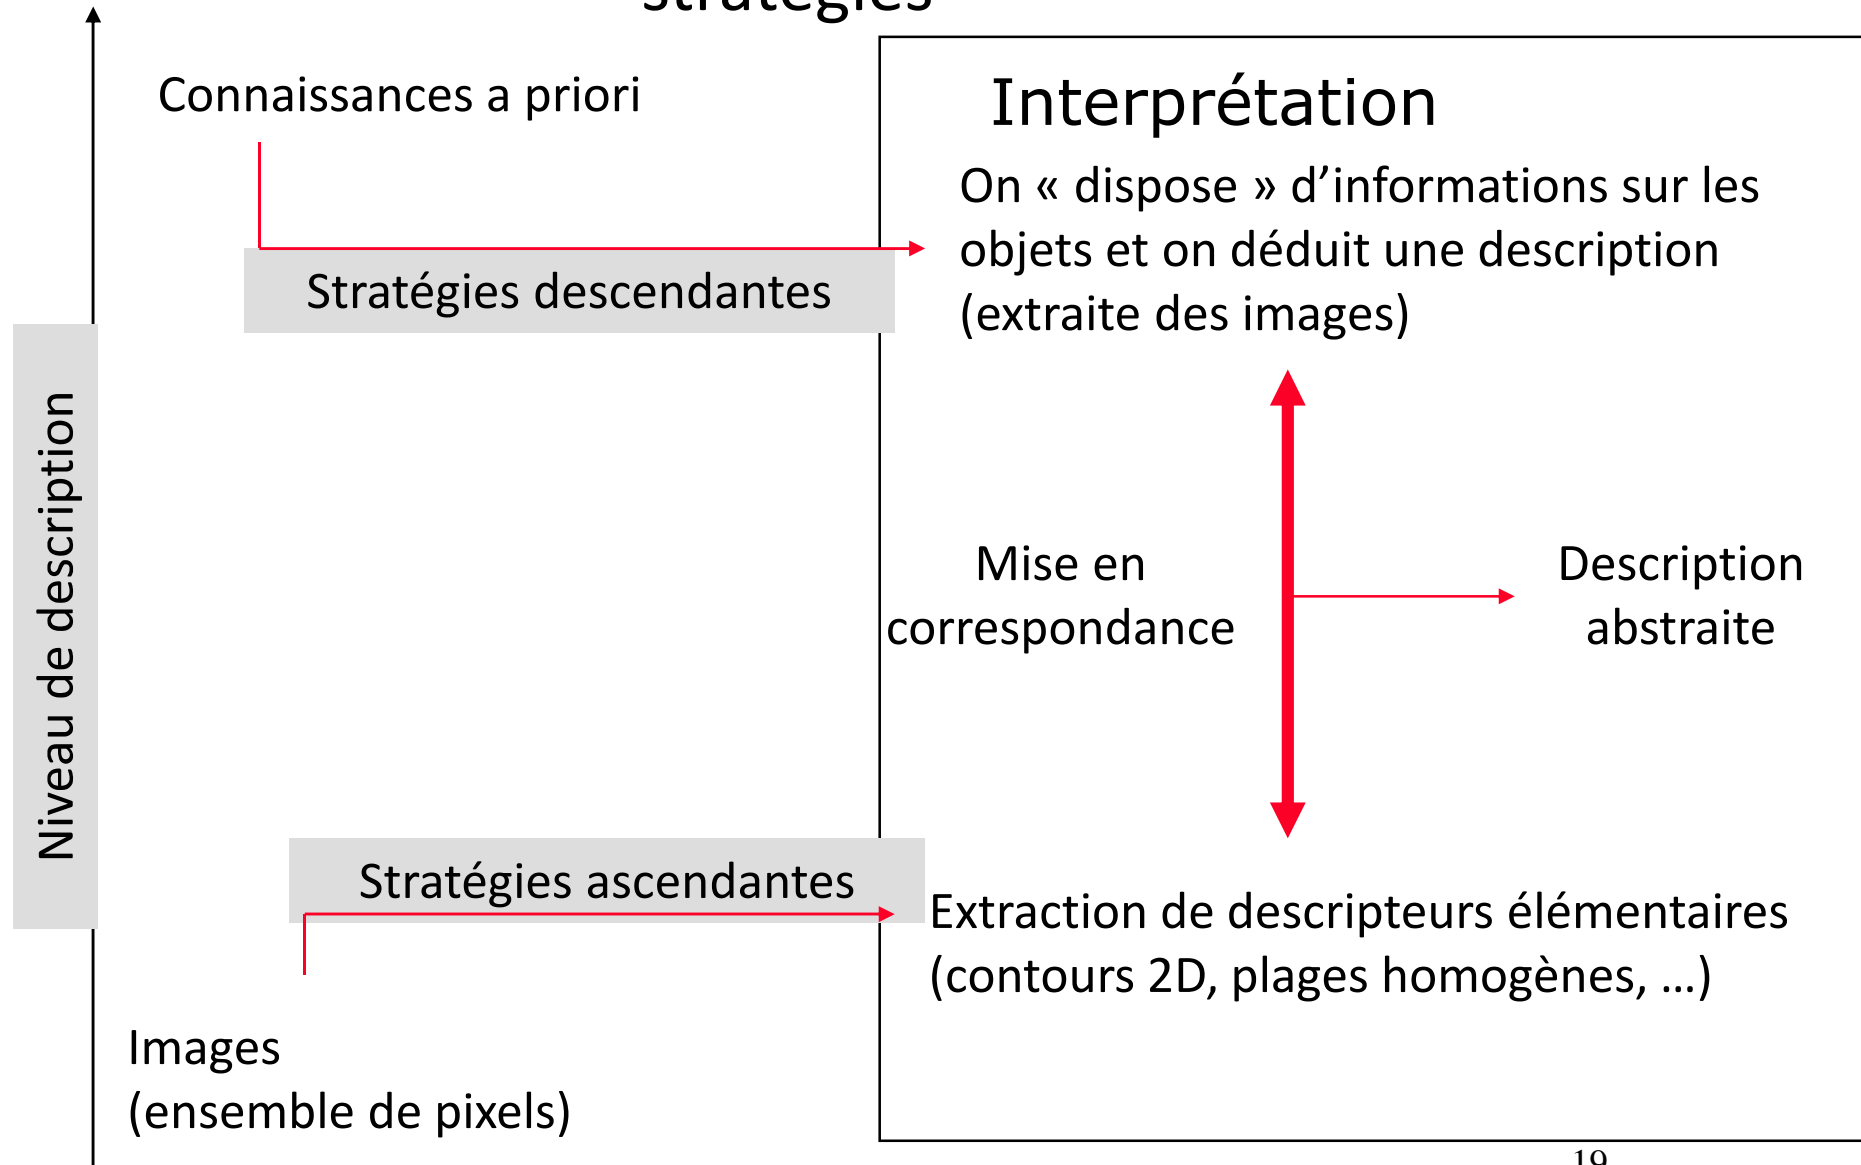 stratégies
Connaissances a priori
Interprétation
On « dispose » d’informations sur les
objets et on déduit une description
(extraite des images)
Stratégies descendantes
Niveau de description
Mise en
correspondance
Description
abstraite
Stratégies ascendantes
Extraction de descripteurs élémentaires
(contours 2D, plages homogènes, …)
Images
(ensemble de pixels)
19